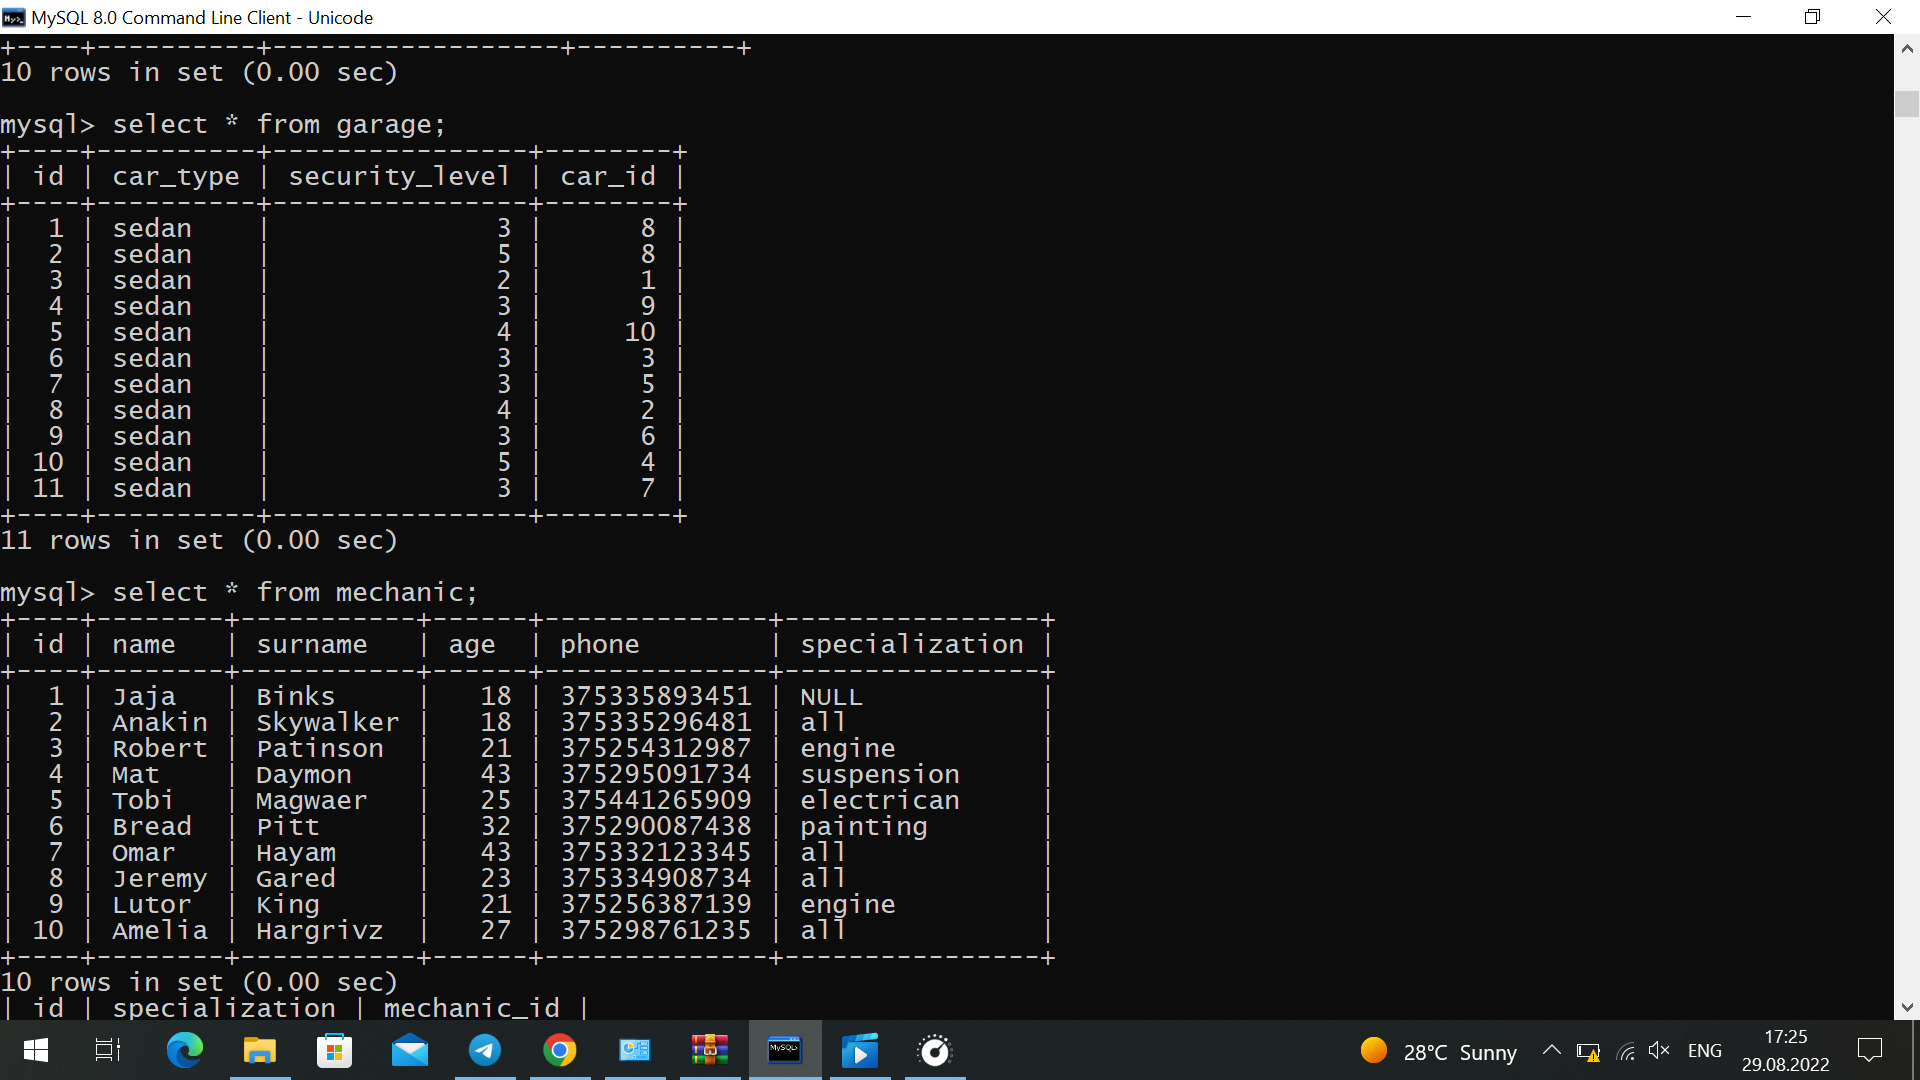 MySQL 8.0 Command Line Client - Unicode
+----+----------+------------------+----------+
10 rows in set (0.00 sec)
mysql> select * from garage;
+----+----------+----------------+--------+
| id | car_type | security_level | car_id |
+----+----------+----------------+--------+
|  1 | sedan    |              3 |      8 |
|  2 | sedan    |              5 |      8 |
|  3 | sedan    |              2 |      1 |
|  4 | sedan    |              3 |      9 |
|  5 | sedan    |              4 |     10 |
|  6 | sedan    |              3 |      3 |
|  7 | sedan    |              3 |      5 |
|  8 | sedan    |              4 |      2 |
|  9 | sedan    |              3 |      6 |
| 10 | sedan    |              5 |      4 |
| 11 | sedan    |              3 |      7 |
+----+----------+----------------+--------+
11 rows in set (0.00 sec)
mysql> select * from mechanic;
+----+--------+-----------+------+--------------+----------------+
| id | name   | surname   | age  | phone        | specialization |
+----+--------+-----------+------+--------------+----------------+
|  1 | Jaja   | Binks     |   18 | 375335893451 | NULL           |
|  2 | Anakin | Skywalker |   18 | 375335296481 | all            |
|  3 | Robert | Patinson  |   21 | 375254312987 | engine         |
|  4 | Mat    | Daymon    |   43 | 375295091734 | suspension     |
|  5 | Tobi   | Magwaer   |   25 | 375441265909 | electrican     |
|  6 | Bread  | Pitt      |   32 | 375290087438 | painting       |
|  7 | Omar   | Hayam     |   43 | 375332123345 | all            |
|  8 | Jeremy | Gared     |   23 | 375334908734 | all            |
|  9 | Lutor  | King      |   21 | 375256387139 | engine         |
| 10 | Amelia | Hargrivz  |   27 | 375298761235 | all            |
+----+--------+-----------+------+--------------+----------------+
10 rows in set (0.00 sec)
| id | specialization | mechanic_id |
MySQL>
28°C Sunny
ENG
17:25
29.08.2022